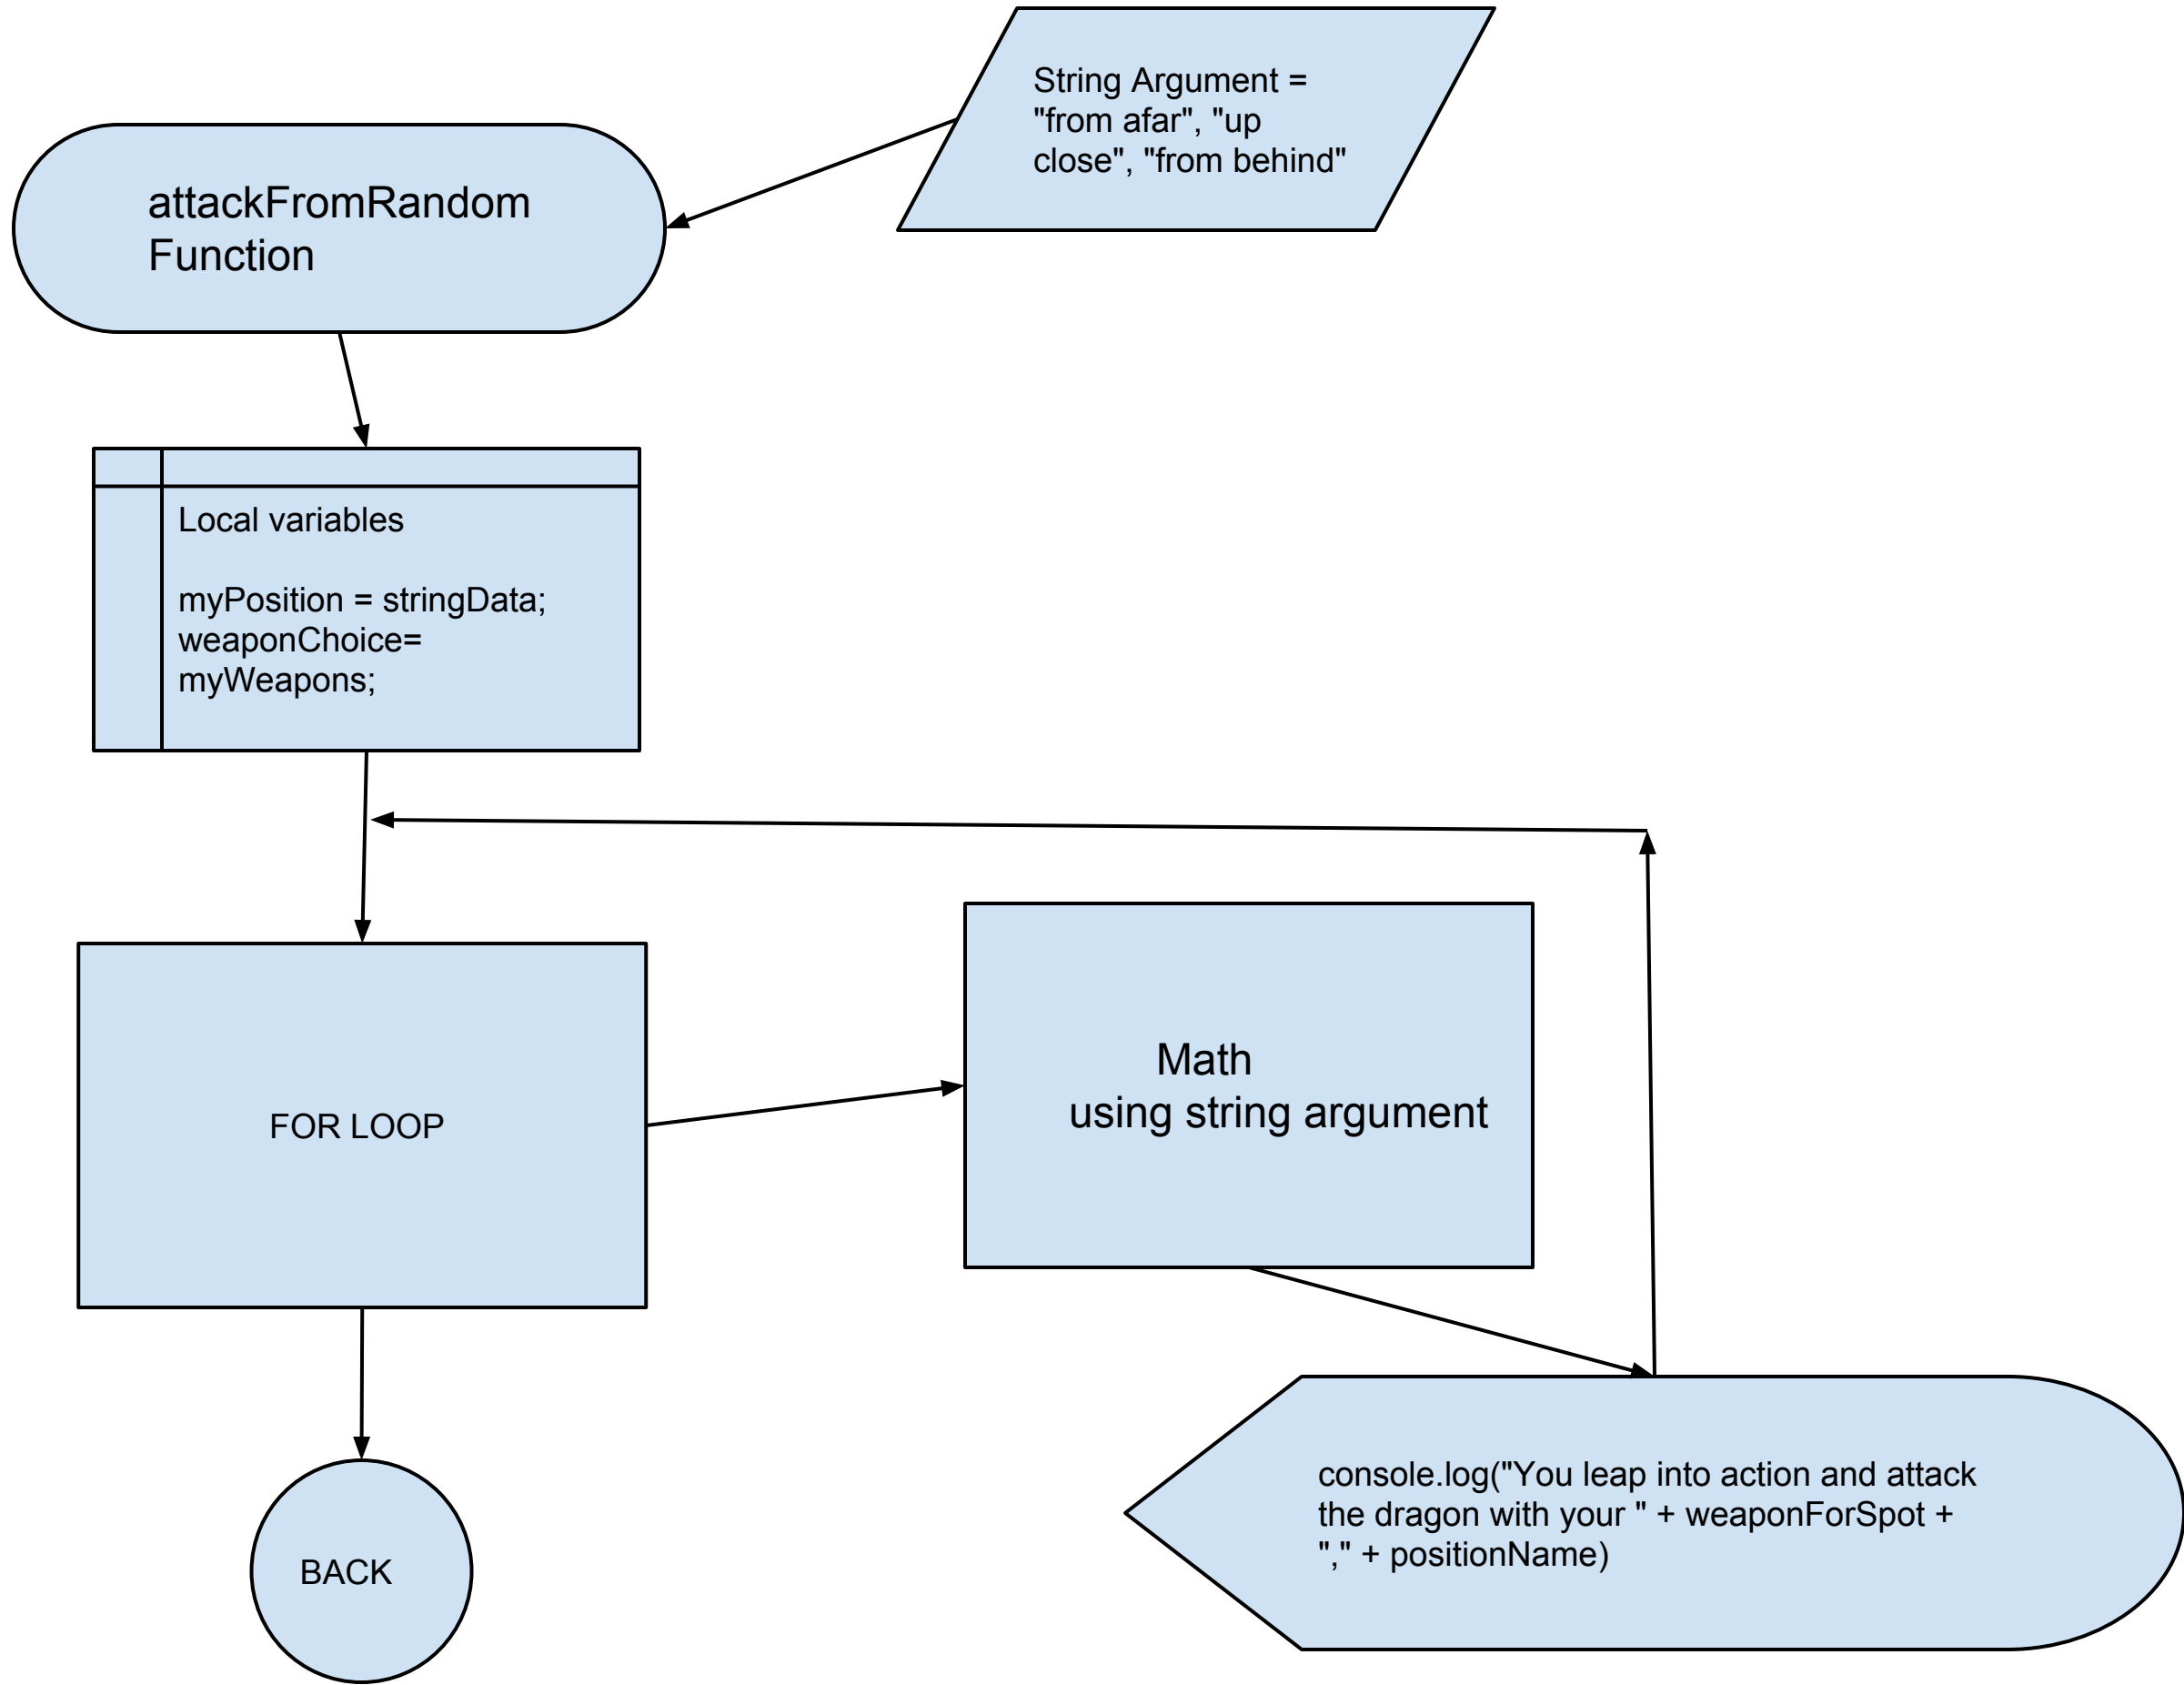 String Argument =
"from afar", "up
close", "from behind"
attackFromRandom
Function
Local variables
myPosition = stringData;
weaponChoice=
myWeapons;
FOR LOOP
Math
using string argument
console.log("You leap into action and attack
the dragon with your " + weaponForSpot +
"," + positionName)
BACK